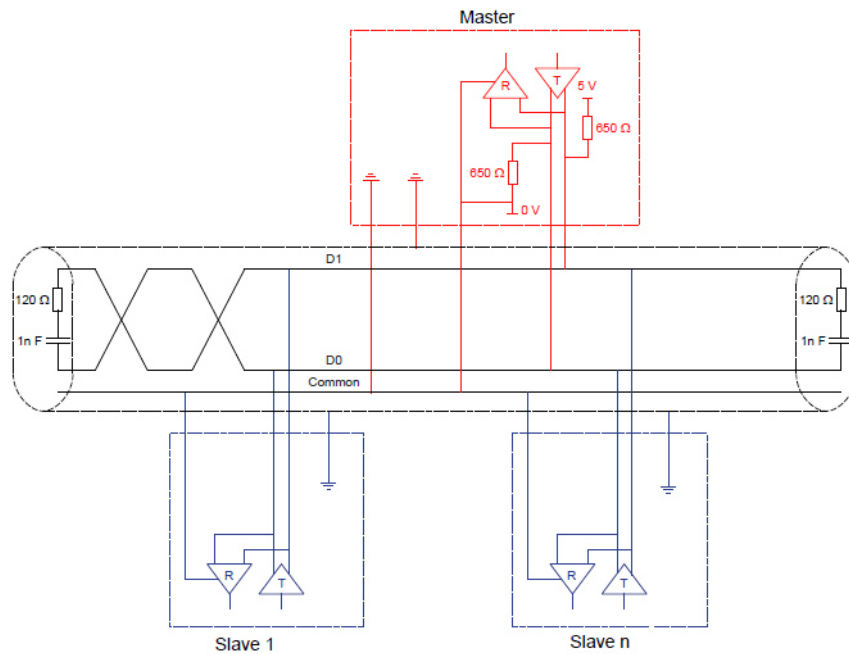 Master
R
T
5 V
650 Ω
650 Ω
0 V
D1
120 Ω
1n F
120 Ω
1n F
D0
Common
R
T
R
T
Slave 1
Slave n